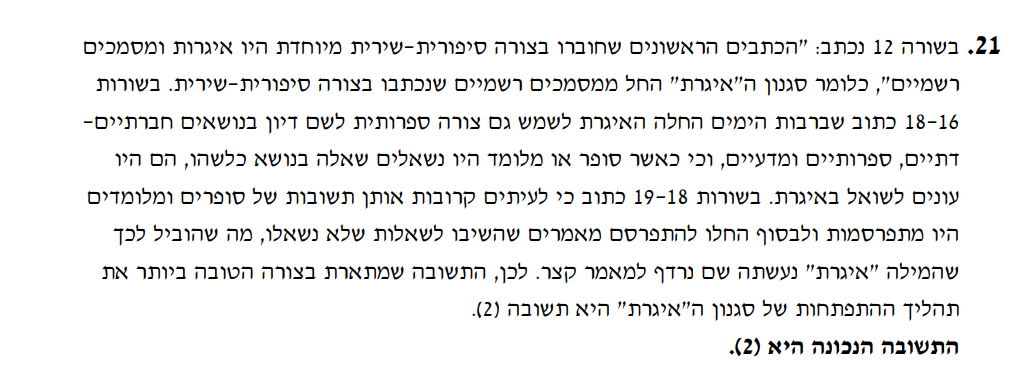 21. בשורה 12 נכתב: "הכתבים הראשונים שחוברו בצורה סיפורית-שירית מיוחדת היו איגרות ומסמכים
רשמיים", כלומר סגנון ה"איגרת" החל ממסמכים רשמיים שנכתבו בצורה סיפורית-שירית. בשורות
16-18 כתוב שברבות הימים החלה האיגרת לשמש גם צורה ספרותית לשם דיון בנושאים חברתיים-
דתיים, ספרותיים ומדעיים, וכי כאשר סופר או מלומד היו נשאלים שאלה בנושא כלשהו, הם היו
עונים לשואל באיגרת. בשורות 18-19 כתוב כי לעיתים קרובות אותן תשובות של סופרים ומלומדים
היו מתפרסמות ולבסוף החלו להתפרסם מאמרים שהשיבו לשאלות שלא נשאלו, מה שהוביל לכך
שהמילה "איגרת" נעשתה שם נרדף למאמר קצר. לכן, התשובה שמתארת בצורה הטובה ביותר את
תהליך ההתפתחות של סגנון ה"איגרת" היא תשובה (2).
התשובה הנכונה היא (2).